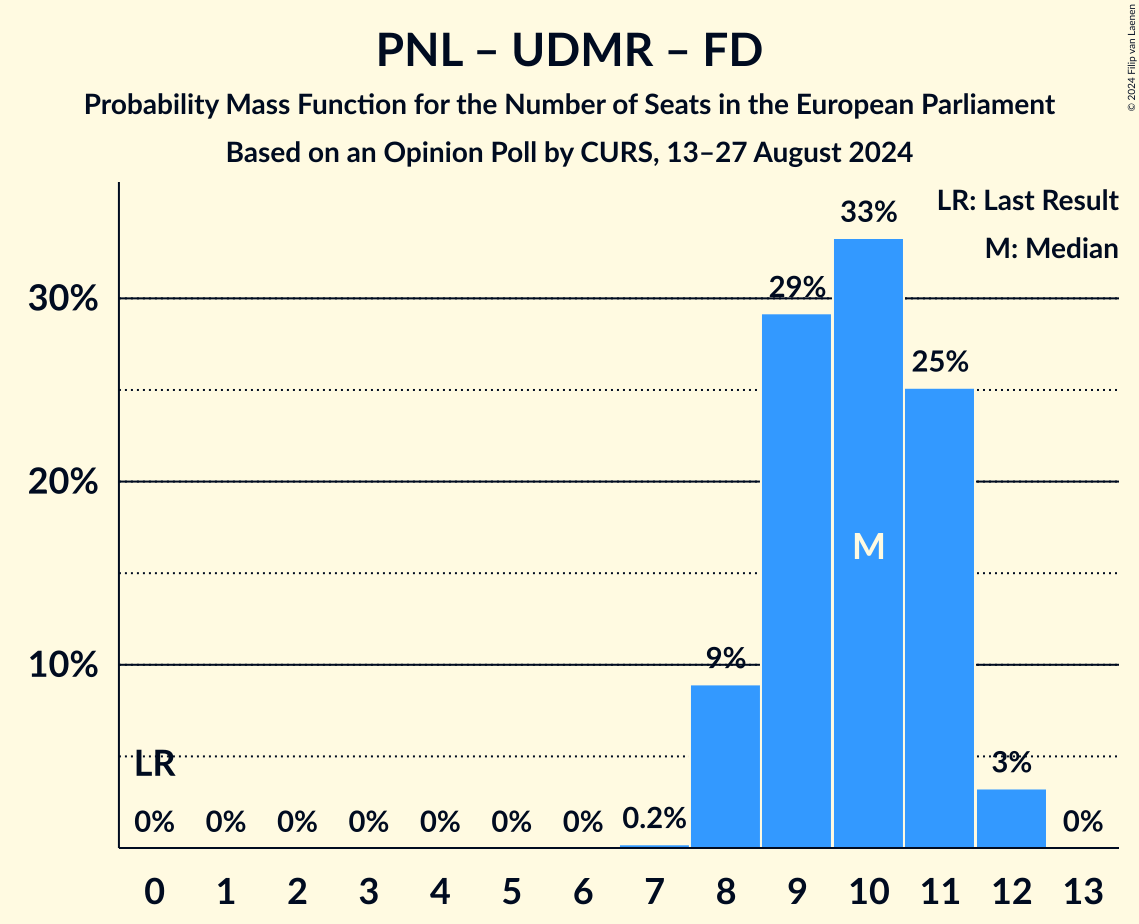 PNL – UDMR – FD
Probability Mass Function for the Number of Seats in the European Parliament
Based on an Opinion Poll by CURS, 13–27 August 2024
© 2024 Filip van Laenen
LR: Last Result
M: Median
33%
29%
30%
25%
20%
M
10%
9%
LR
3%
0% 0% 0% 0% 0% 0% 0% 0.2% 0%
0 1 2 3 4 5 6 7 8 9 10 11 12 13